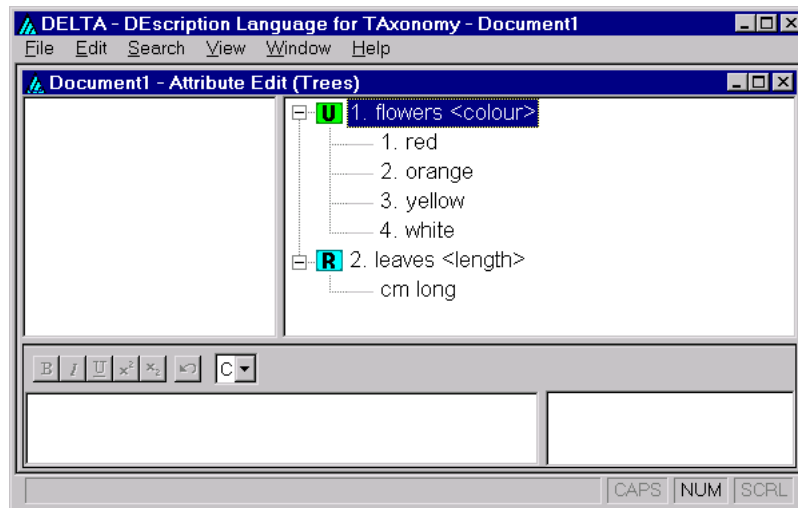 DELTA - DEscription Language for TAxonomy - Document1
File Edit Search View Window Help
Document1 - Attribute Edit (Trees)
U 1. flowers <colour>
1. red
2. orange
3. yellow
4. white
R 2. leaves <length>
cm long
B I U x² x₂ C
CAPS NUM SCRL